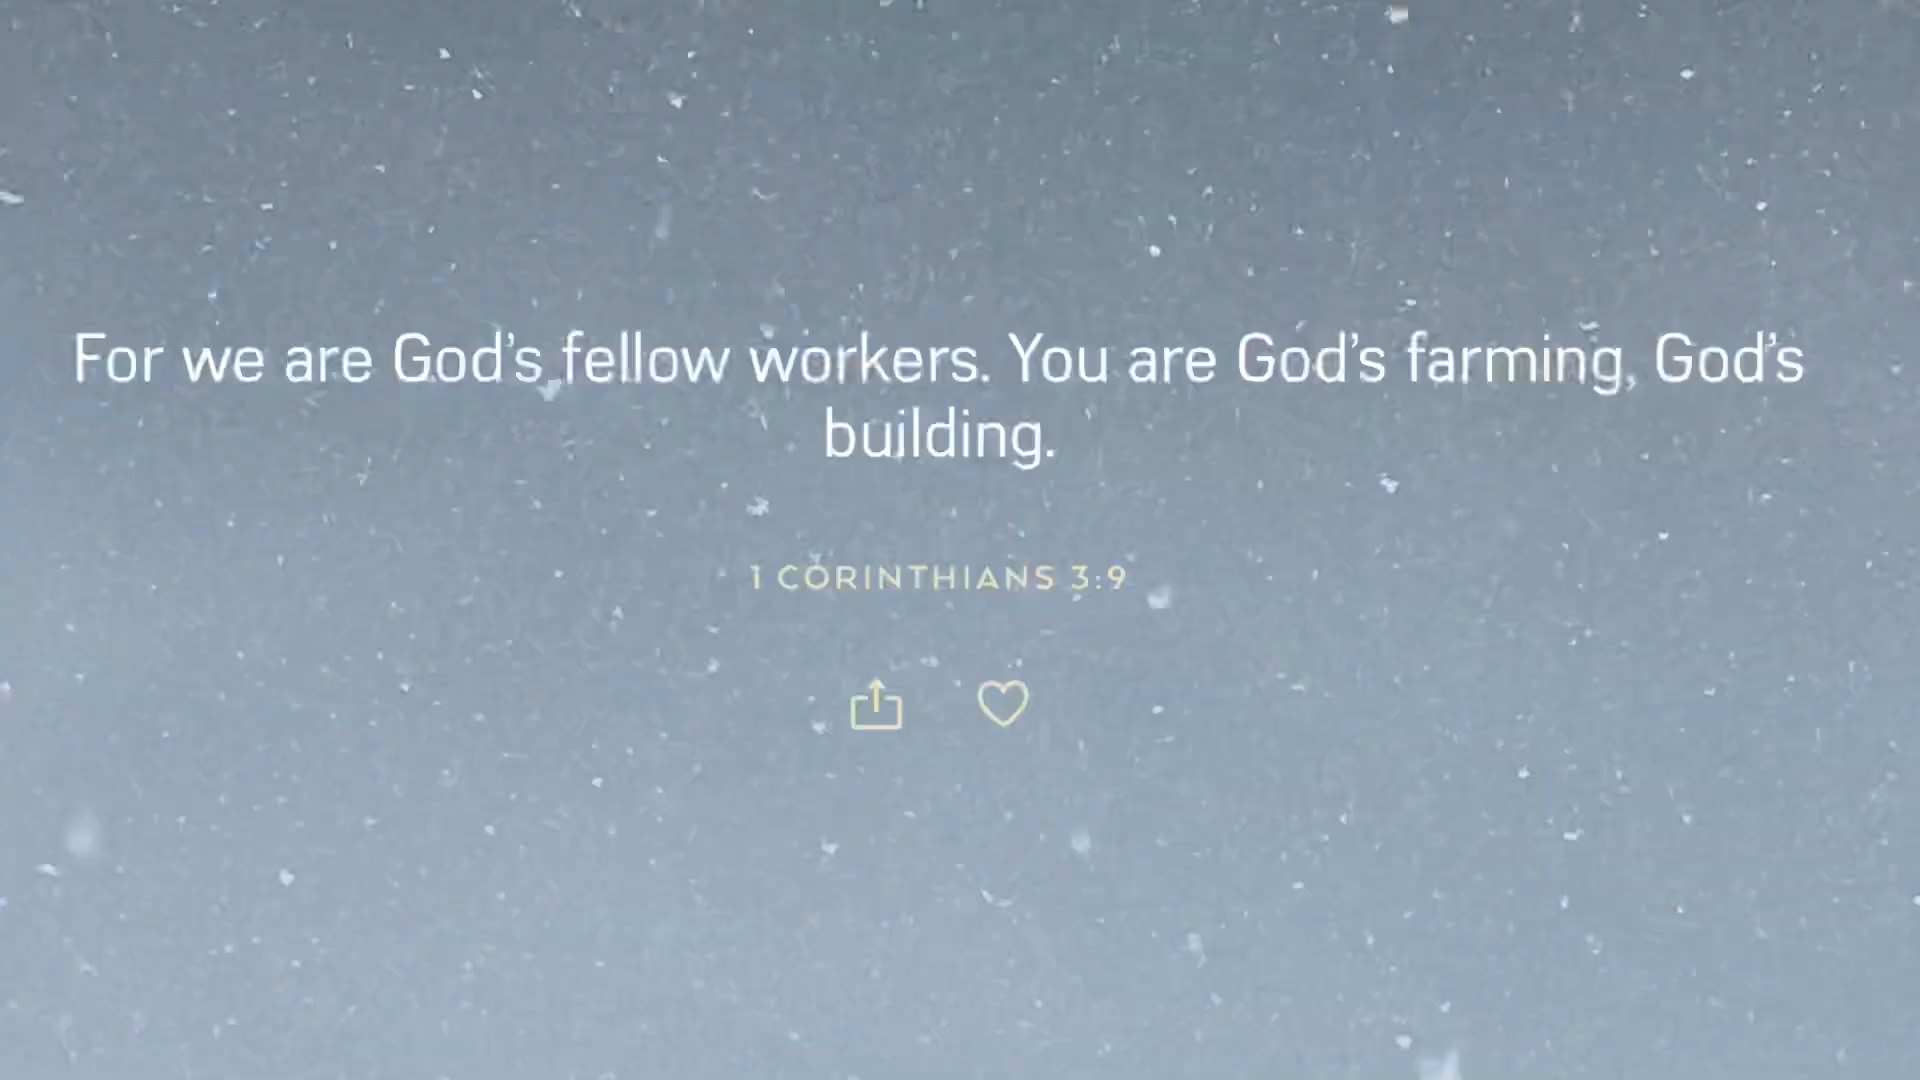 For we are God’s fellow workers. You are God’s farming, God’s
building.
1 CORINTHIANS 3:9